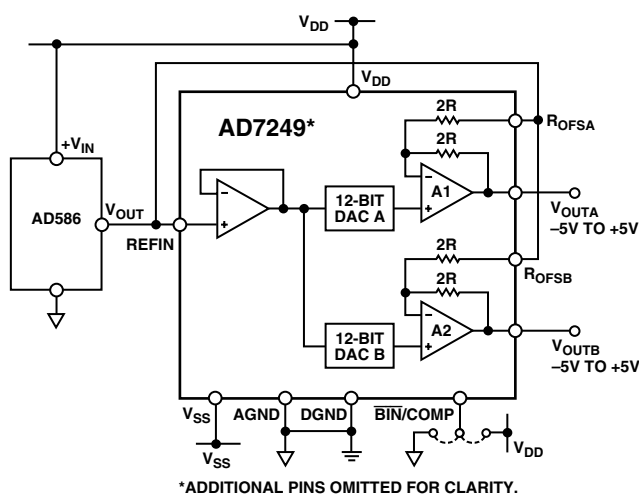 V_DD
V_DD
2R
R_OFSA
AD7249*
2R
+V_IN
A1
12-BIT
DAC A
AD586
V_OUT
REFIN
V_OUTA
–5V TO +5V
2R
R_OFSB
2R
A2
12-BIT
DAC B
V_OUTB
–5V TO +5V
V_SS
AGND
DGND
B̅I̅N̅/COMP
V_SS
V_DD
*ADDITIONAL PINS OMITTED FOR CLARITY.